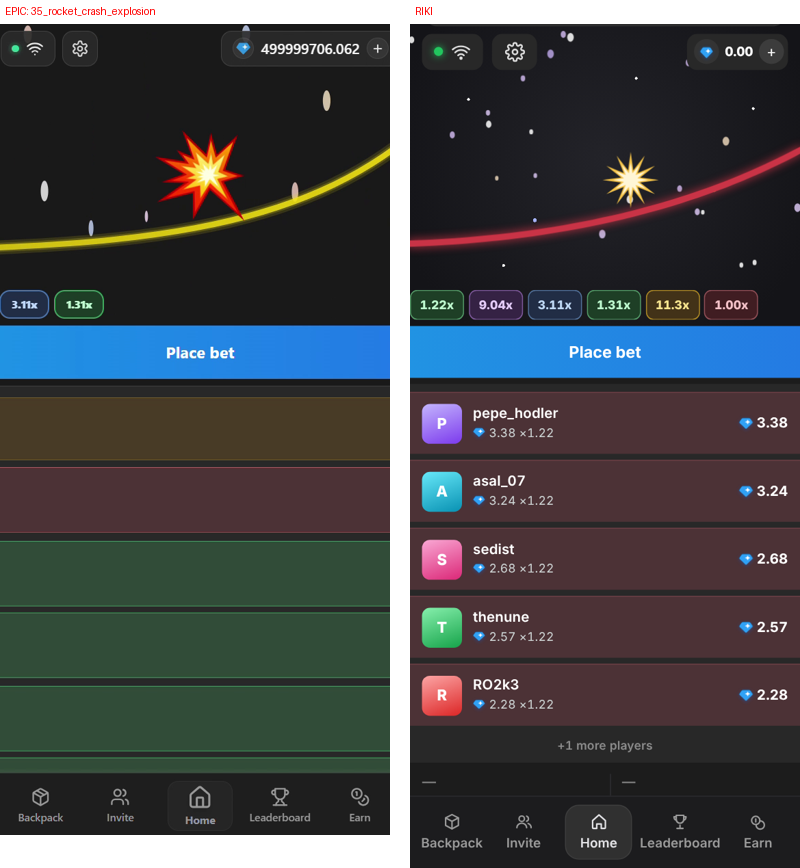 EPIC: 35_rocket_crash_explosion
499999706.062 +
3.11x 1.31x
Place bet
Backpack Invite Home Leaderboard Earn
RIKI
0.00 +
1.22x 9.04x 3.11x 1.31x 11.3x 1.00x
Place bet
P pepe_hodler 3.38
3.38 ×1.22
A asal_07 3.24
3.24 ×1.22
S sedist 2.68
2.68 ×1.22
T thenune 2.57
2.57 ×1.22
R RO2k3 2.28
2.28 ×1.22
+1 more players
— —
Backpack Invite Home Leaderboard Earn